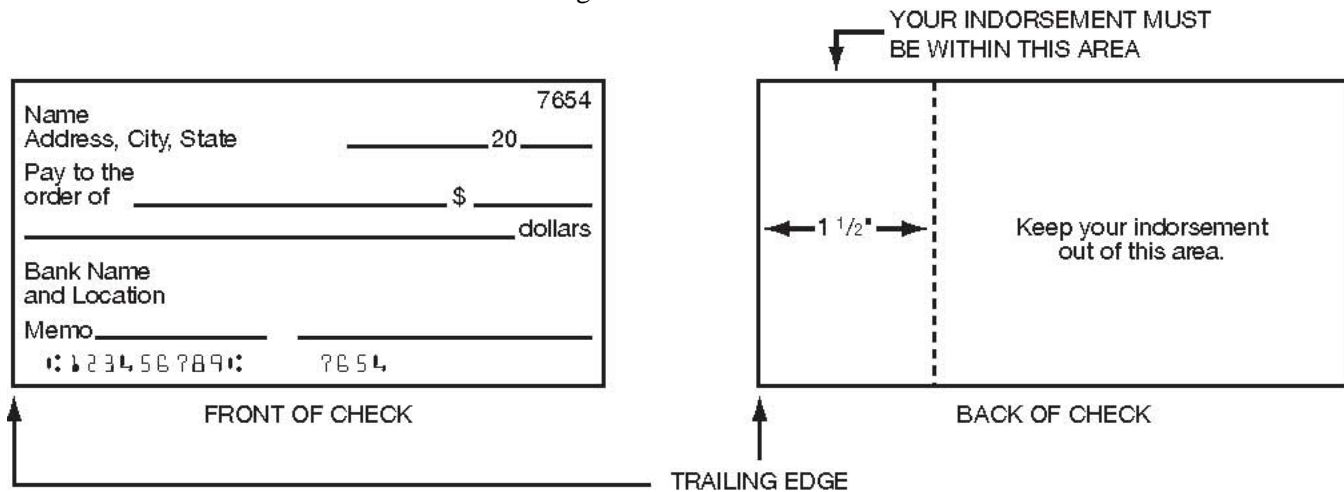 YOUR INDORSEMENT MUST
BE WITHIN THIS AREA
7654
Name
Address, City, State 20
Pay to the
order of $
dollars
Bank Name
and Location
Memo
⑆123456789⑆ 7654
FRONT OF CHECK
1 1/2"
Keep your indorsement
out of this area.
BACK OF CHECK
TRAILING EDGE